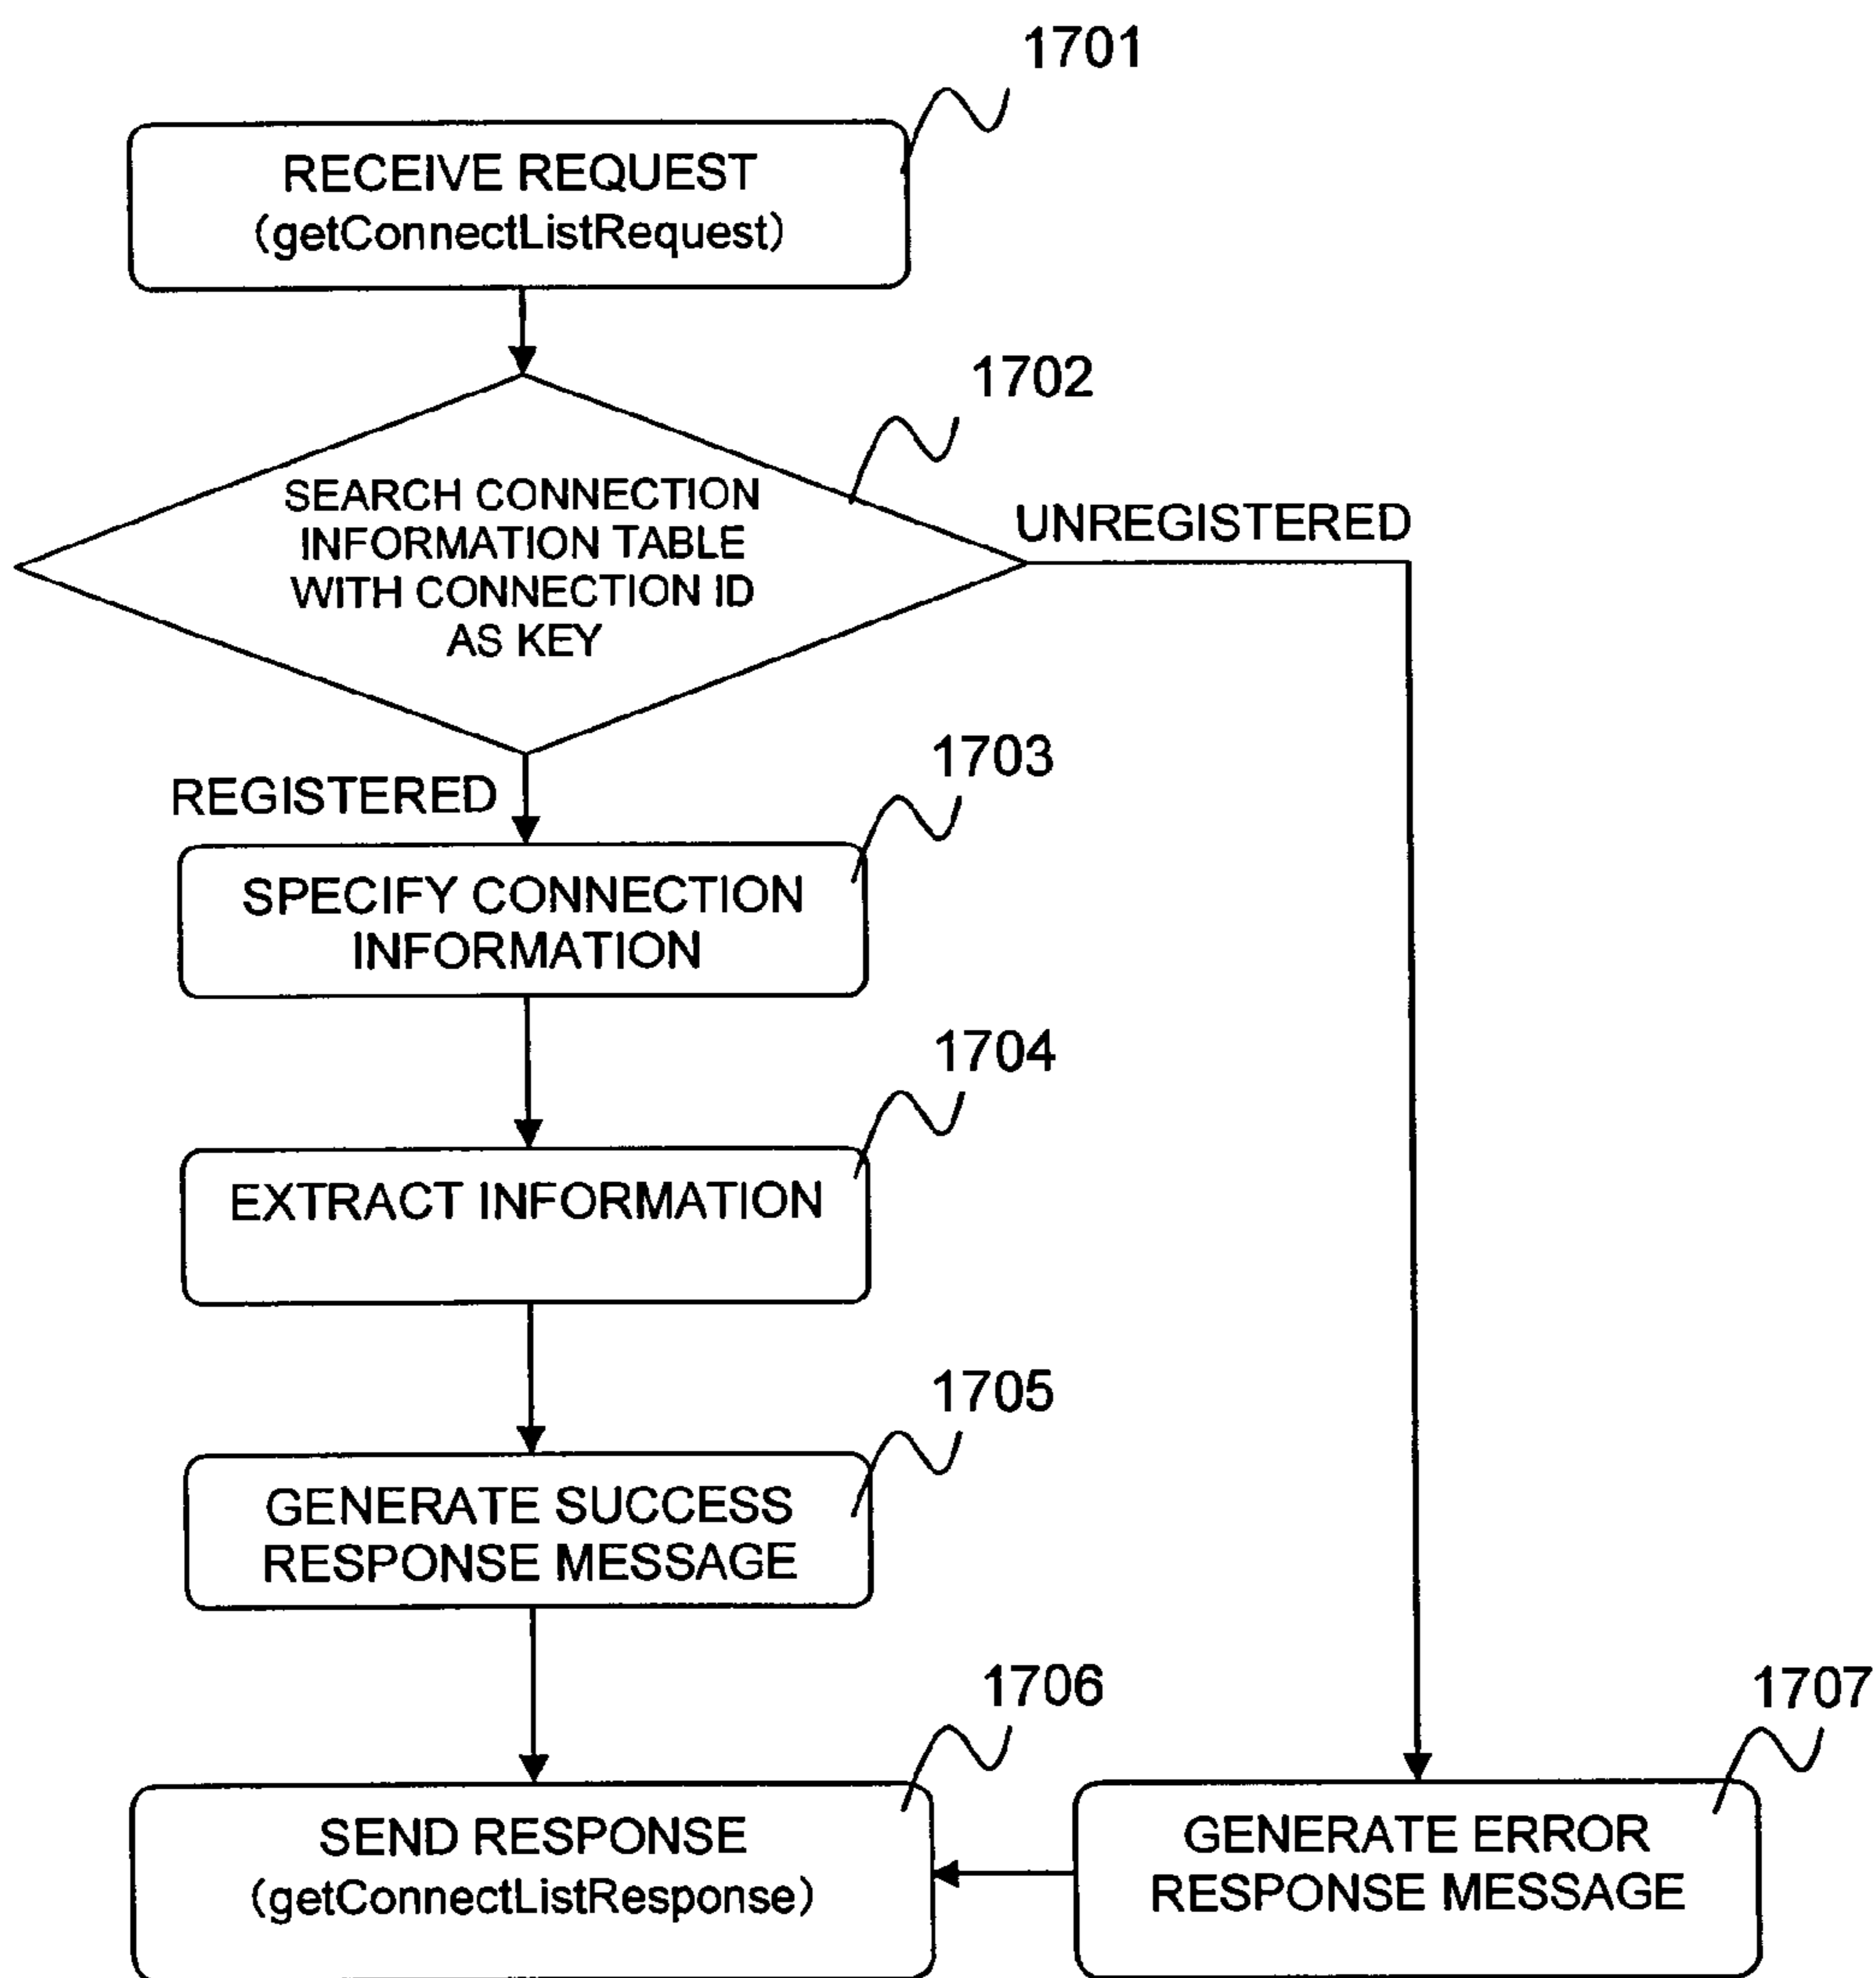 1701
RECEIVE REQUEST
(getConnectListRequest)
1702
SEARCH CONNECTION
INFORMATION TABLE
WITH CONNECTION ID
AS KEY
UNREGISTERED
REGISTERED
1703
SPECIFY CONNECTION
INFORMATION
1704
EXTRACT INFORMATION
1705
GENERATE SUCCESS
RESPONSE MESSAGE
1706
SEND RESPONSE
(getConnectListResponse)
1707
GENERATE ERROR
RESPONSE MESSAGE